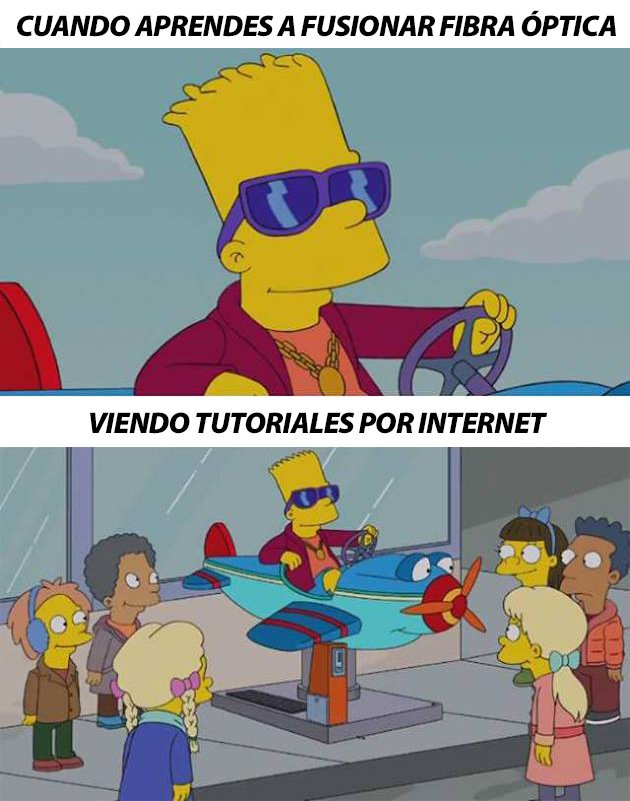 CUANDO APRENDES A FUSIONAR FIBRA ÓPTICA
VIENDO TUTORIALES POR INTERNET